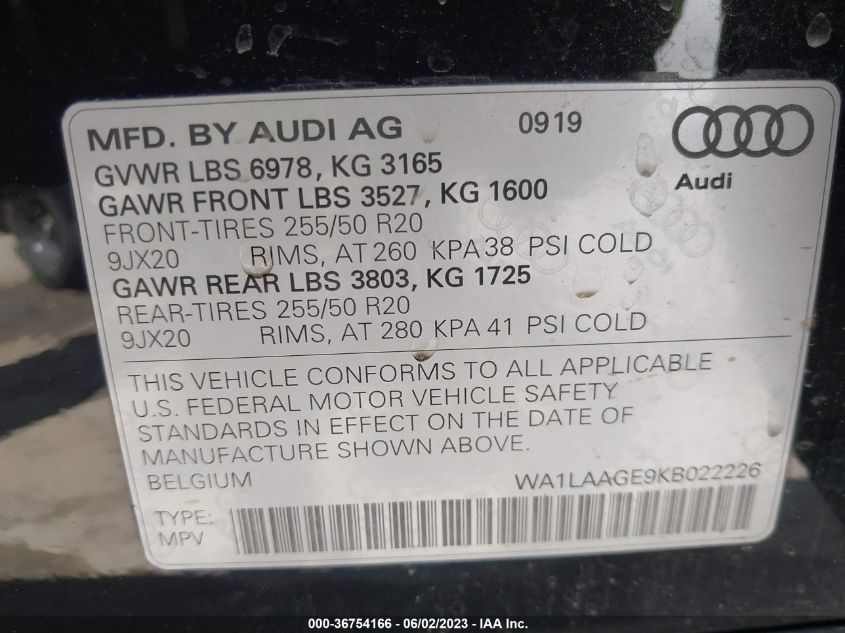 MFD. BY AUDI AG 0919
GVWR LBS 6978, KG 3165
Audi
GAWR FRONT LBS 3527, KG 1600
FRONT-TIRES 255/50 R20
9JX20 RIMS, AT 260 KPA 38 PSI COLD
GAWR REAR LBS 3803, KG 1725
REAR-TIRES 255/50 R20
9JX20 RIMS, AT 280 KPA 41 PSI COLD
THIS VEHICLE CONFORMS TO ALL APPLICABLE
U.S. FEDERAL MOTOR VEHICLE SAFETY
STANDARDS IN EFFECT ON THE DATE OF
MANUFACTURE SHOWN ABOVE.
BELGIUM WA1LAAGE9KB022226
TYPE:
MPV
000-36754166 - 06/02/2023 - IAA Inc.